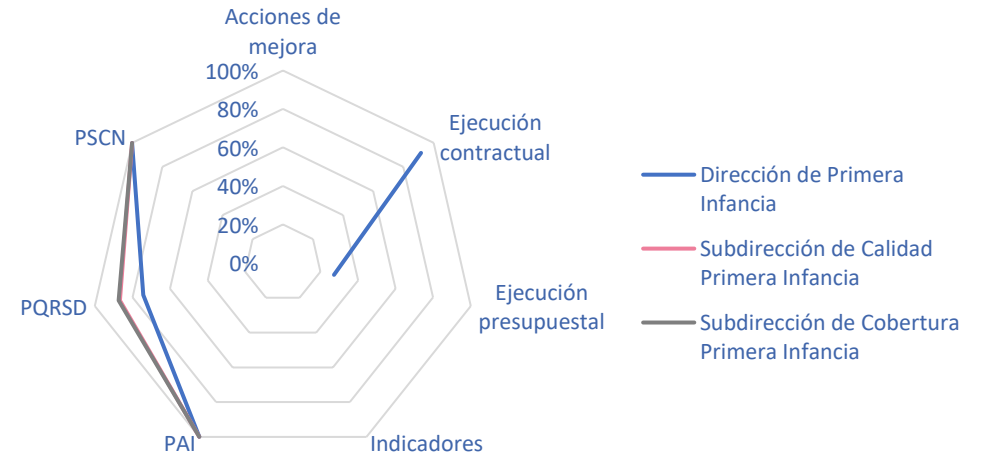 Acciones de
mejora
100%
80%
60%
40%
20%
0%
Ejecución
contractual
Ejecución
presupuestal
Indicadores
PAI
PQRSD
PSCN
Dirección de Primera
Infancia
Subdirección de Calidad
Primera Infancia
Subdirección de Cobertura
Primera Infancia